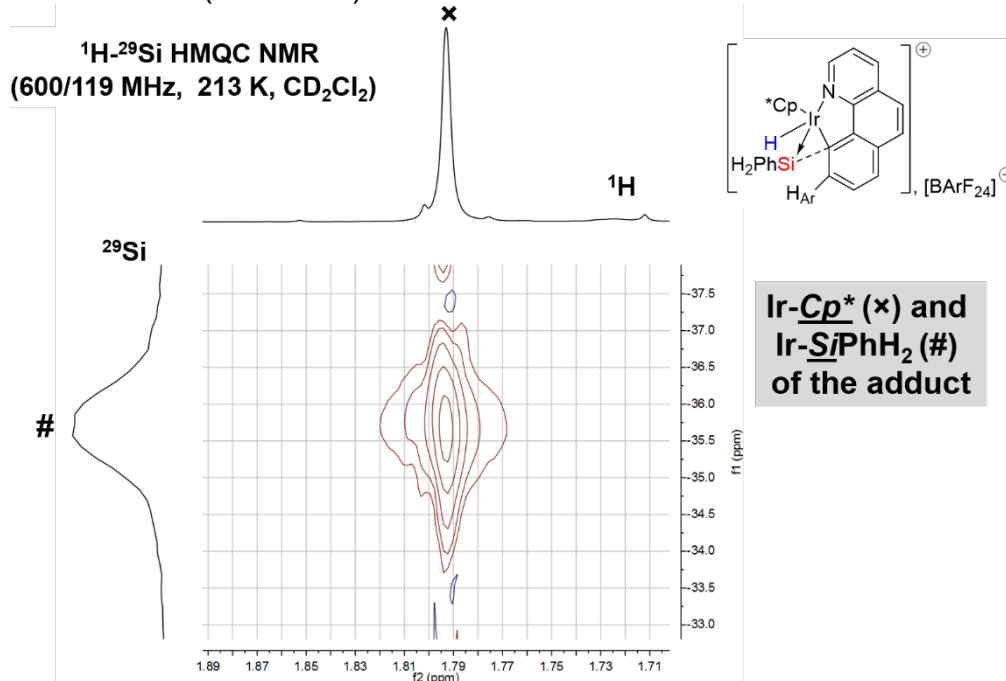 ×
¹H-²⁹Si HMQC NMR
(600/119 MHz, 213 K, CD₂Cl₂)
⊕
N
*Cp
Ir
H
H₂PhSi
H_Ar
⊖
, [BArF₂₄]
¹H
²⁹Si
#
-37.5
-37.0
-36.5
-36.0
-35.5
-35.0
-34.5
-34.0
-33.5
-33.0
f1 (ppm)
1.89 1.87 1.85 1.83 1.81 1.79 1.77 1.75 1.73 1.71
f2 (ppm)
Ir-Cp* (×) and
Ir-SiPhH₂ (#)
of the adduct